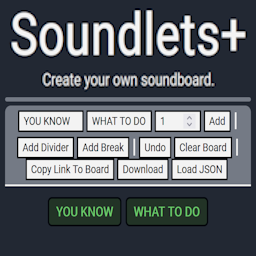 Soundlets+
Create your own soundboard.
YOU KNOW WHAT TO DO 1 Add
Add Divider Add Break Undo Clear Board
Copy Link To Board Download Load JSON
YOU KNOW WHAT TO DO